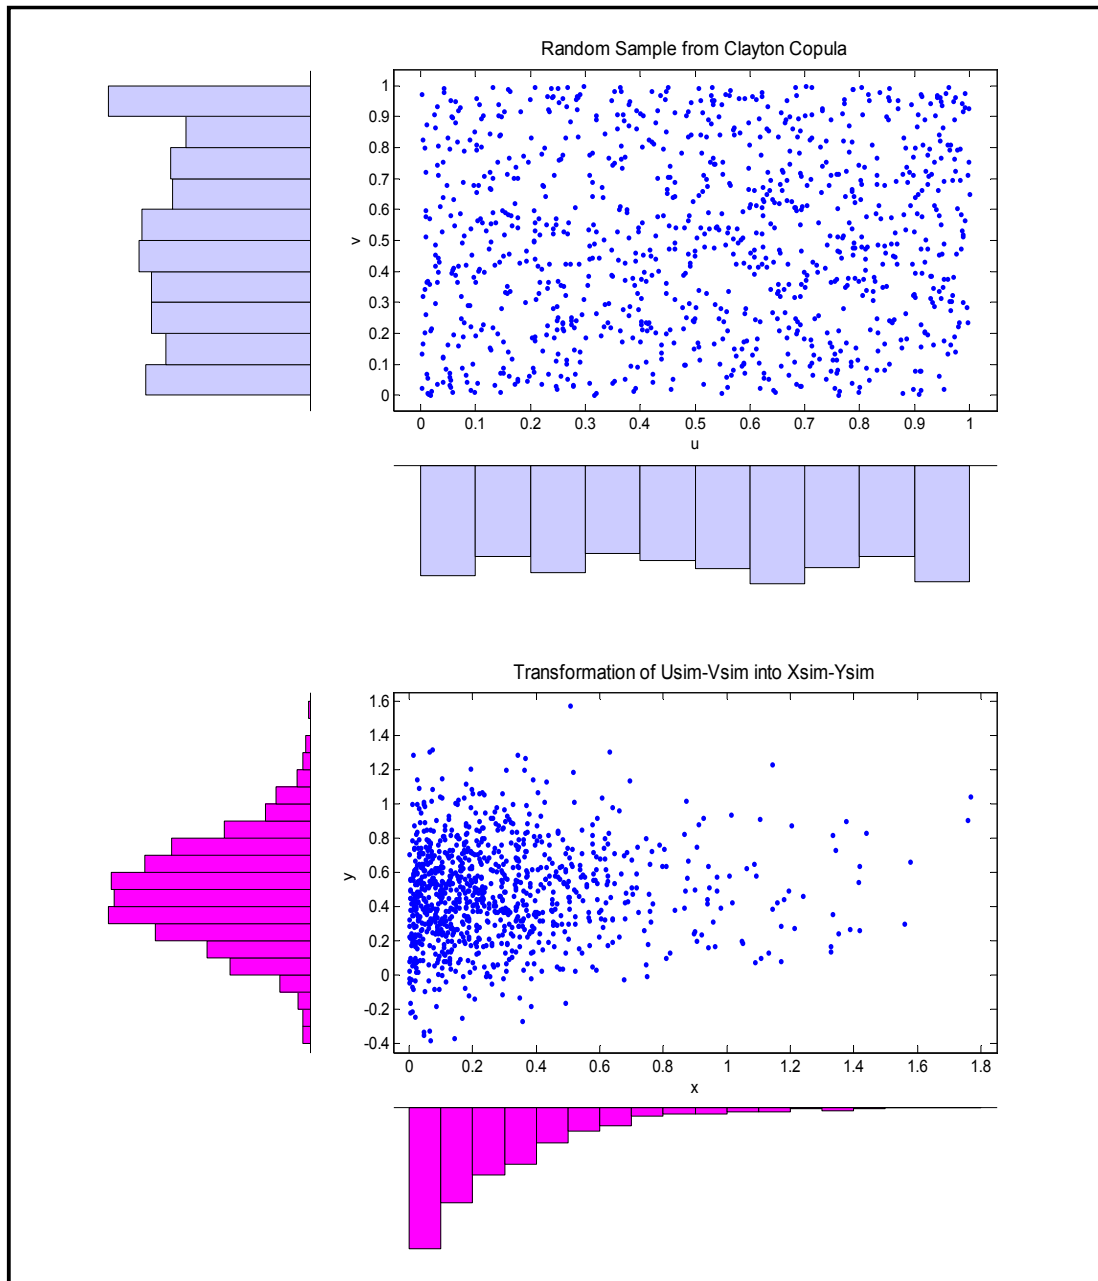 Random Sample from Clayton Copula
1
0.9
0.8
0.7
0.6
0.5
0.4
0.3
0.2
0.1
0
v
0 0.1 0.2 0.3 0.4 0.5 0.6 0.7 0.8 0.9 1
u
Transformation of Usim-Vsim into Xsim-Ysim
1.6
1.4
1.2
1
0.8
0.6
0.4
0.2
0
-0.2
-0.4
y
0 0.2 0.4 0.6 0.8 1 1.2 1.4 1.6 1.8
x